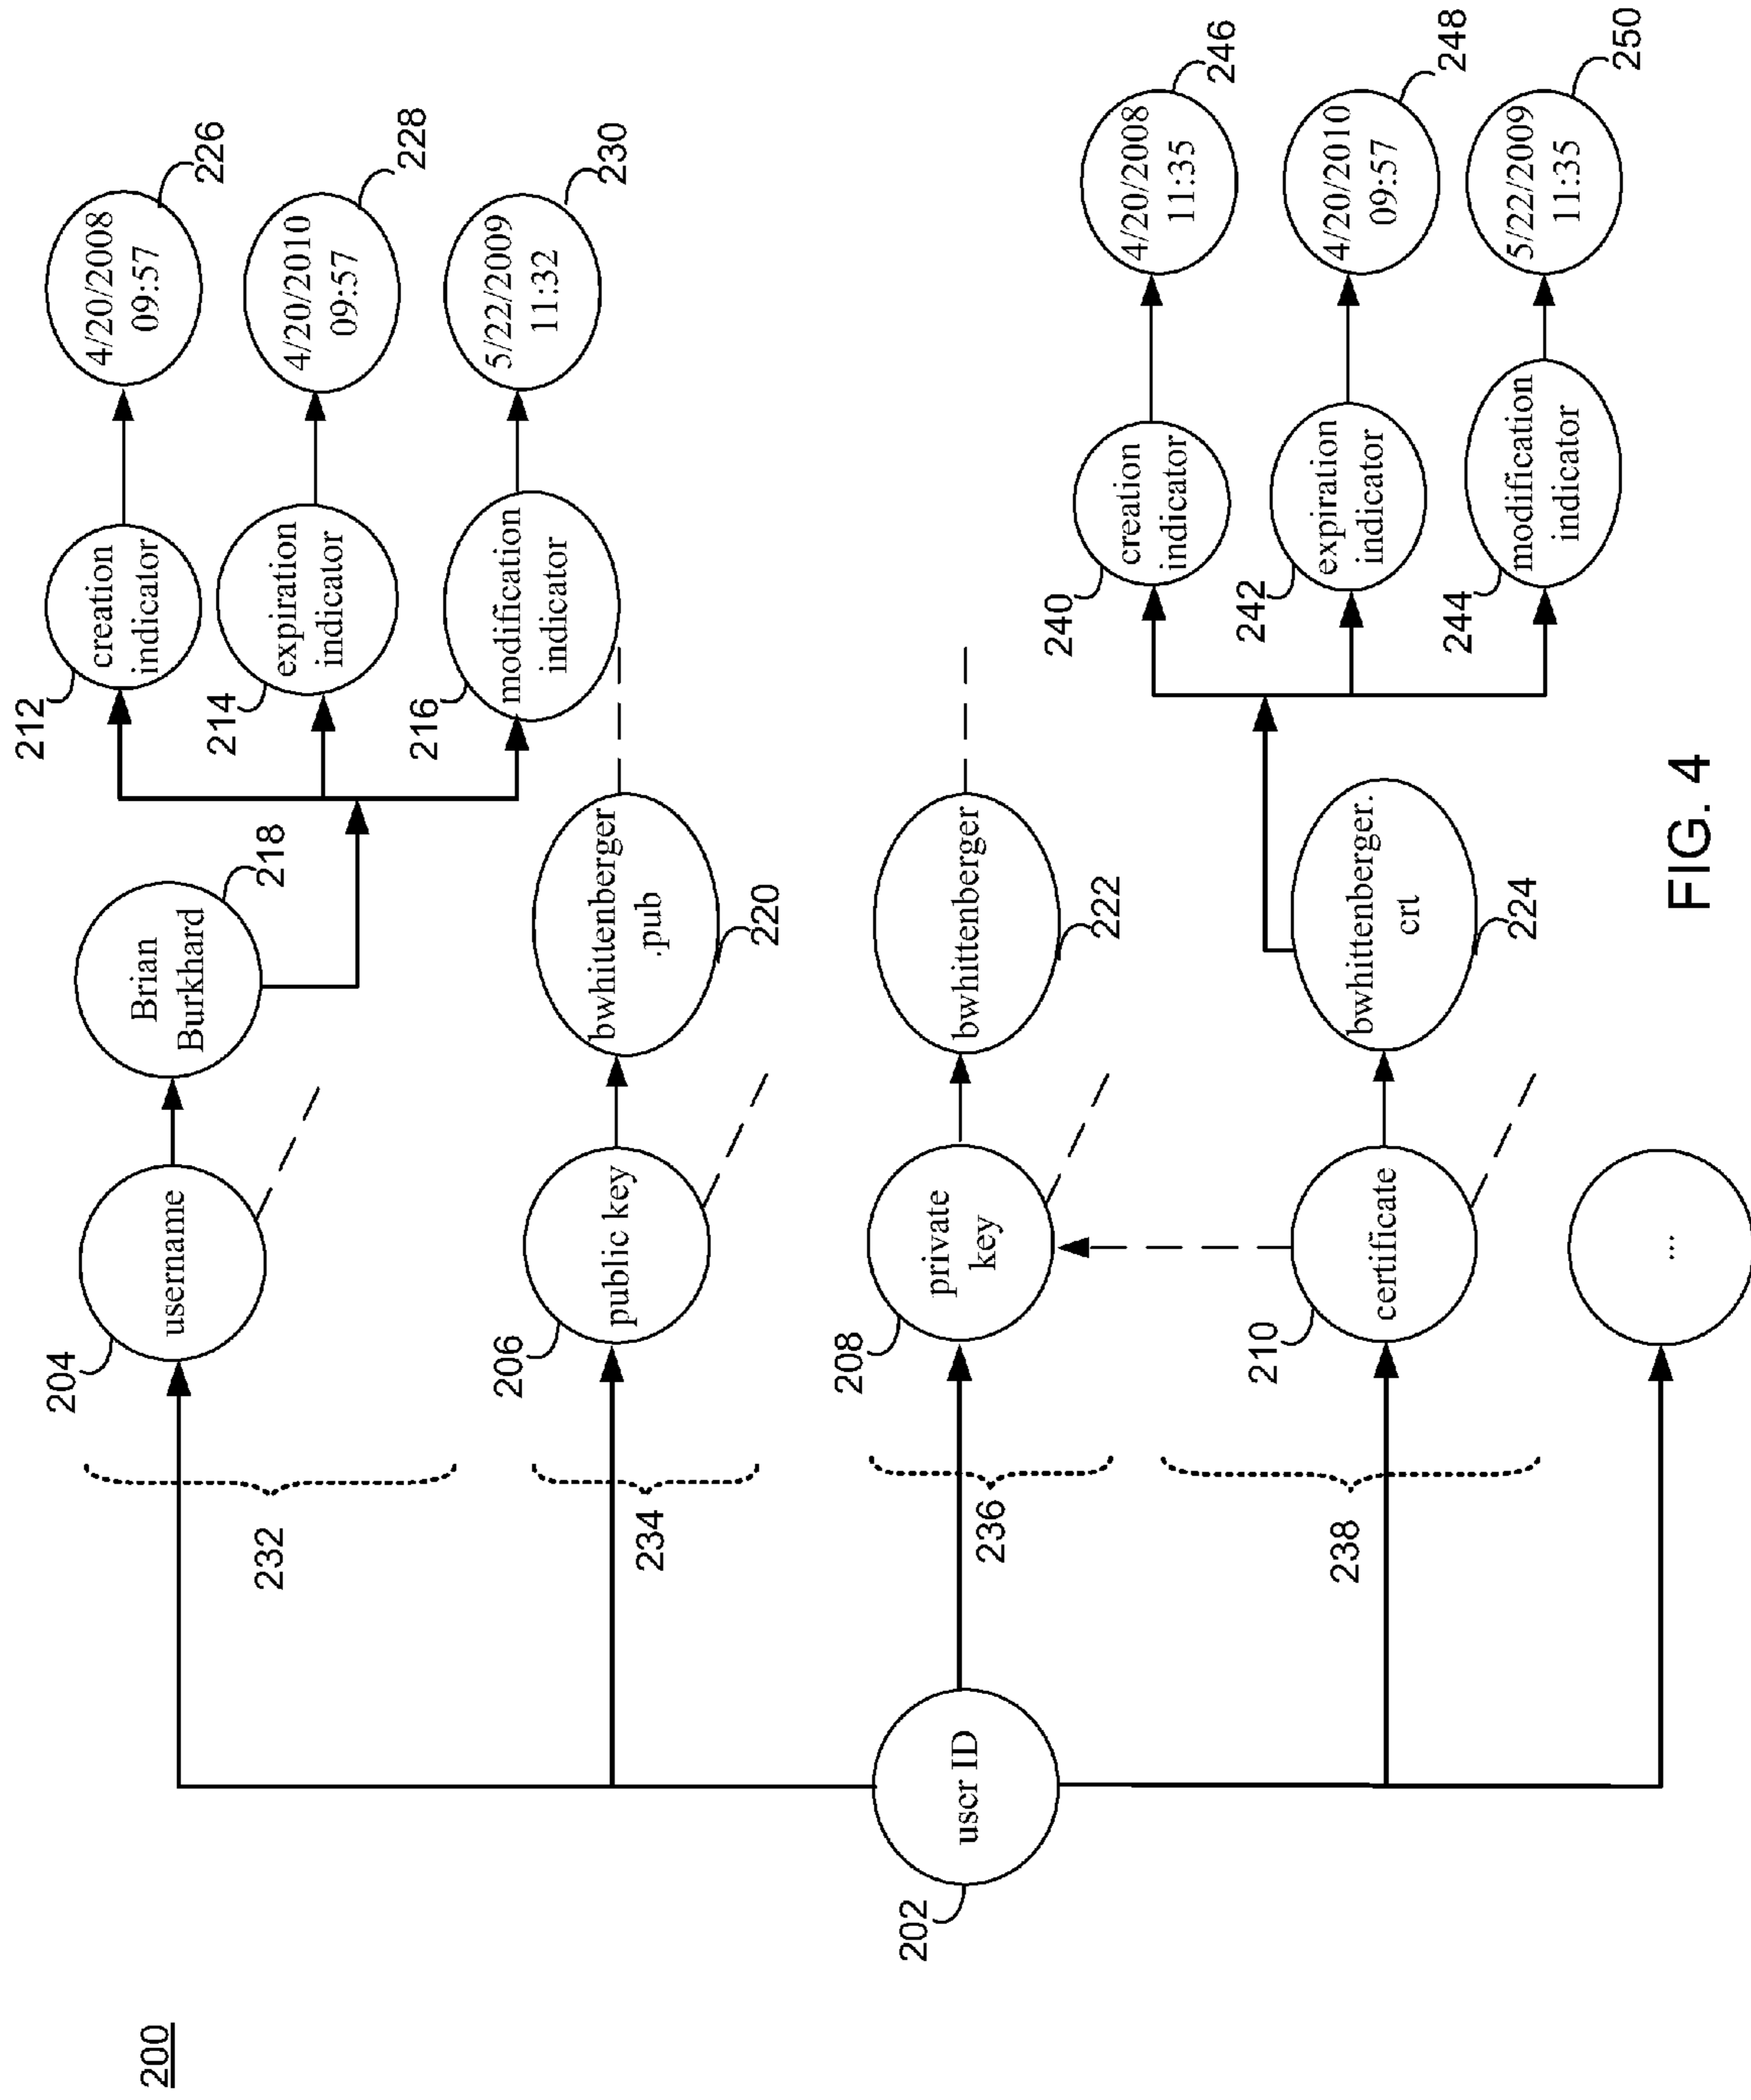 200
202
user ID
232
204
username
Brian
Burkhard
218
212
creation
indicator
4/20/2008
09:57
226
214
expiration
indicator
4/20/2010
09:57
228
216
modification
indicator
5/22/2009
11:32
230
234
206
public key
bwhittenberger
.pub
220
236
208
private
key
bwhittenberger
222
238
210
certificate
bwhittenberger.
crt
224
240
creation
indicator
4/20/2008
11:35
246
242
expiration
indicator
4/20/2010
09:57
248
244
modification
indicator
5/22/2009
11:35
250
...
FIG. 4